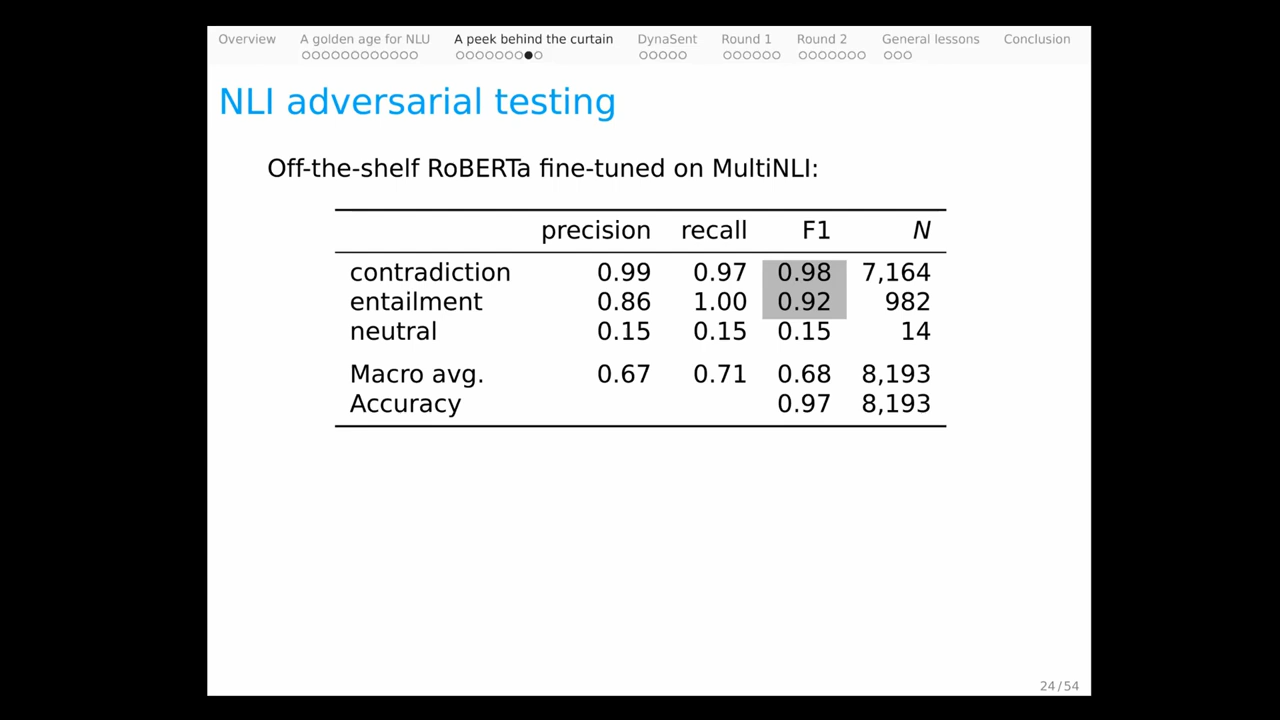 Overview A golden age for NLU A peek behind the curtain DynaSent Round 1 Round 2 General lessons Conclusion
NLI adversarial testing
Off-the-shelf RoBERTa fine-tuned on MultiNLI:
precision recall F1 N
contradiction 0.99 0.97 0.98 7,164
entailment 0.86 1.00 0.92 982
neutral 0.15 0.15 0.15 14
Macro avg. 0.67 0.71 0.68 8,193
Accuracy 0.97 8,193
24/54